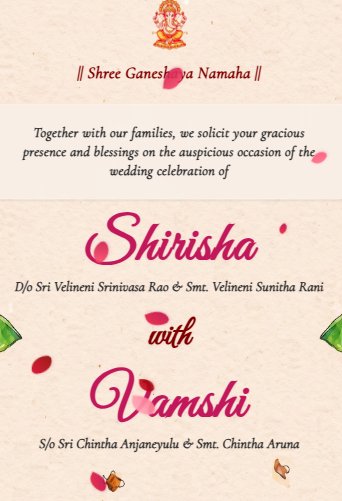 || Shree Ganeshaya Namaha ||
Together with our families, we solicit your gracious
presence and blessings on the auspicious occasion of the
wedding celebration of
Shirisha
D/o Sri Velineni Srinivasa Rao & Smt. Velineni Sunitha Rani
with
Vamshi
S/o Sri Chintha Anjaneyulu & Smt. Chintha Aruna